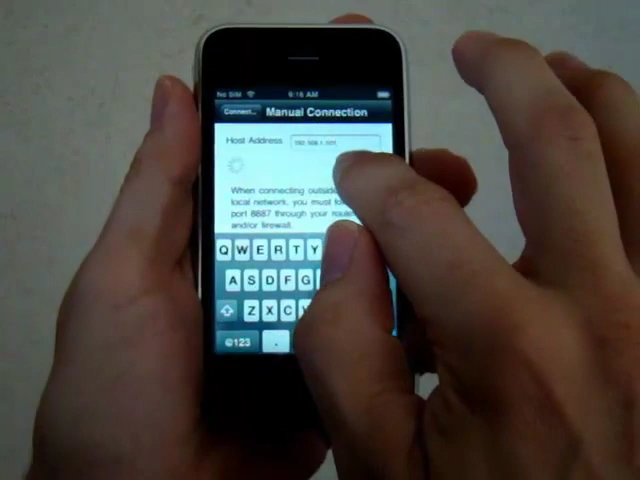 No SIM 9:16 AM
Connect... Manual Connection
Host Address
When connecting outside
local network, you must
port 8887 through your
and/or firewall.
Q W E R T Y
A S D F G
Z X C
@123 .